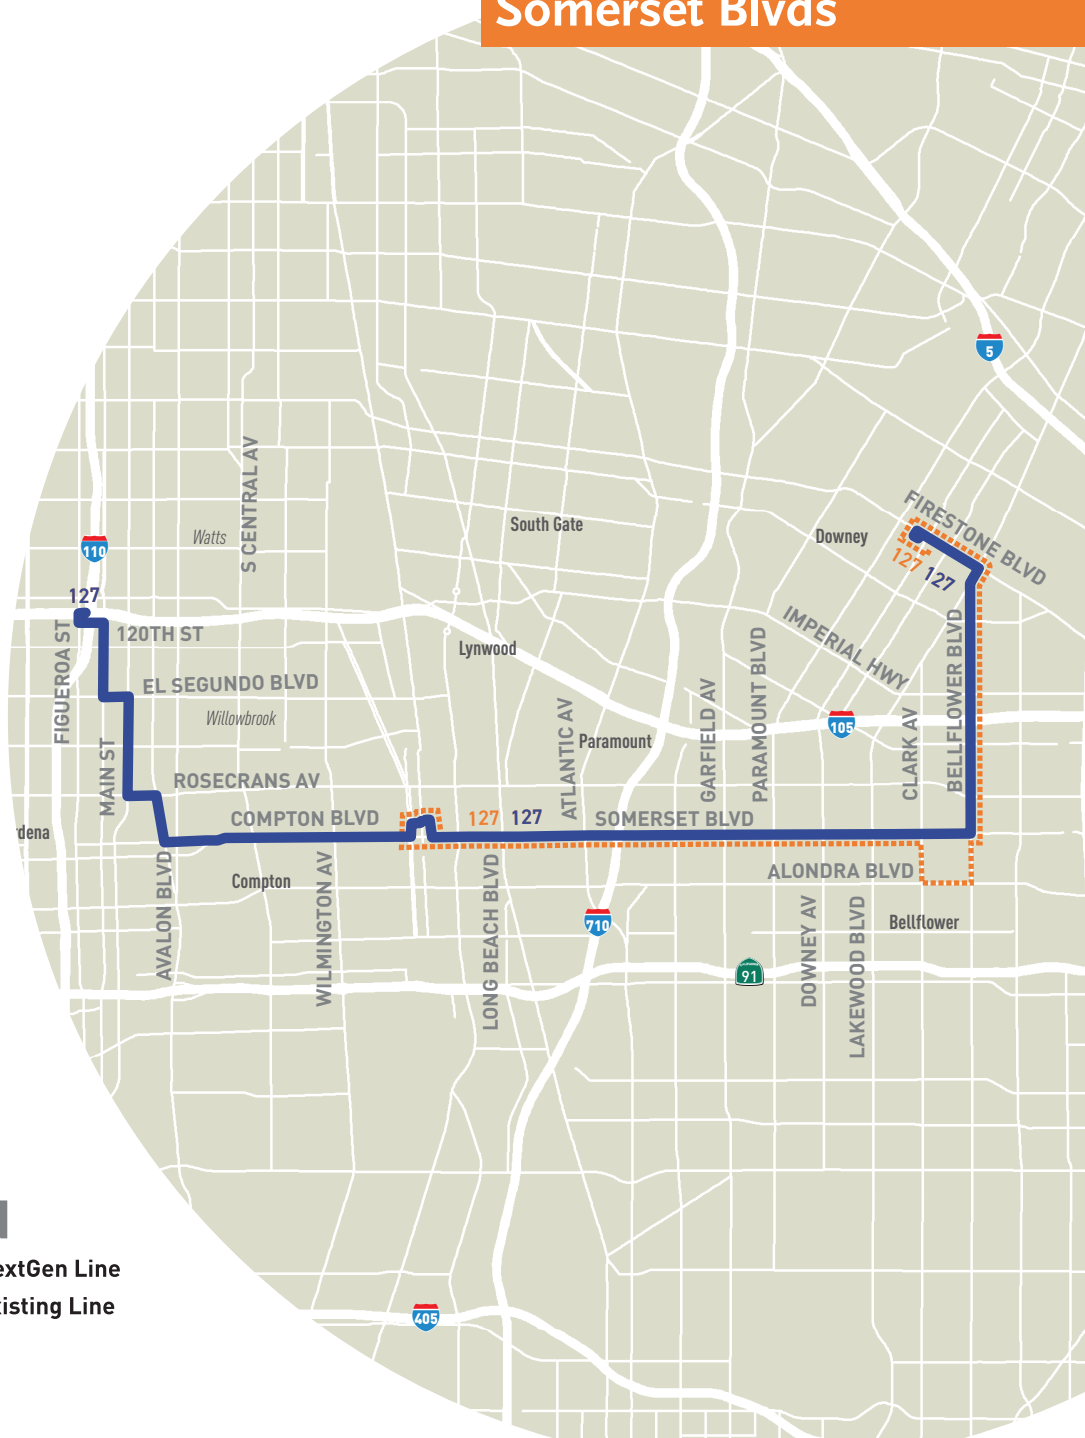 Somerset Blvds
5
S CENTRAL AV
Watts
South Gate
Downey
FIRESTONE BLVD
110
127
127
127
FIGUEROA ST
120TH ST
Lynwood
IMPERIAL HWY
EL SEGUNDO BLVD
Willowbrook
MAIN ST
ATLANTIC AV
Paramount
GARFIELD AV
PARAMOUNT BLVD
105
CLARK AV
BELLFLOWER BLVD
ROSECRANS AV
COMPTON BLVD
127 127
SOMERSET BLVD
rdena
AVALON BLVD
Compton
WILMINGTON AV
LONG BEACH BLVD
ALONDRA BLVD
710
DOWNEY AV
LAKEWOOD BLVD
Bellflower
91
extGen Line
xisting Line
405